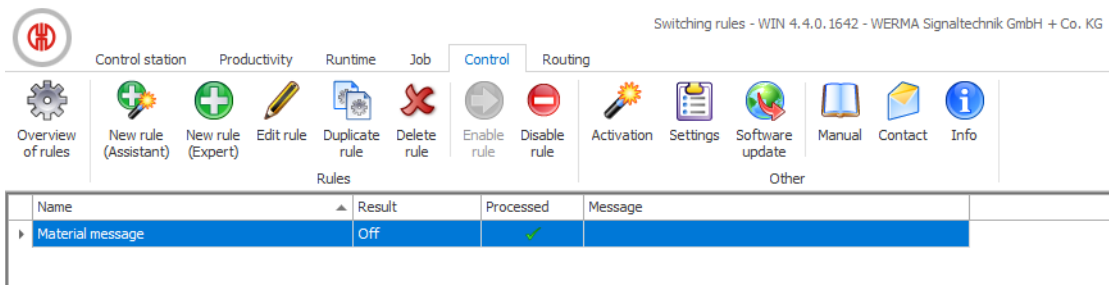 Switching rules - WIN 4.4.0.1642 - WERMA Signaltechnik GmbH + Co. KG
Control station Productivity Runtime Job Control Routing
Overview of rules
New rule (Assistant)
New rule (Expert)
Edit rule
Duplicate rule
Delete rule
Enable rule
Disable rule
Activation
Settings
Software update
Manual
Contact
Info
Rules
Other
Name Result Processed Message
Material message Off